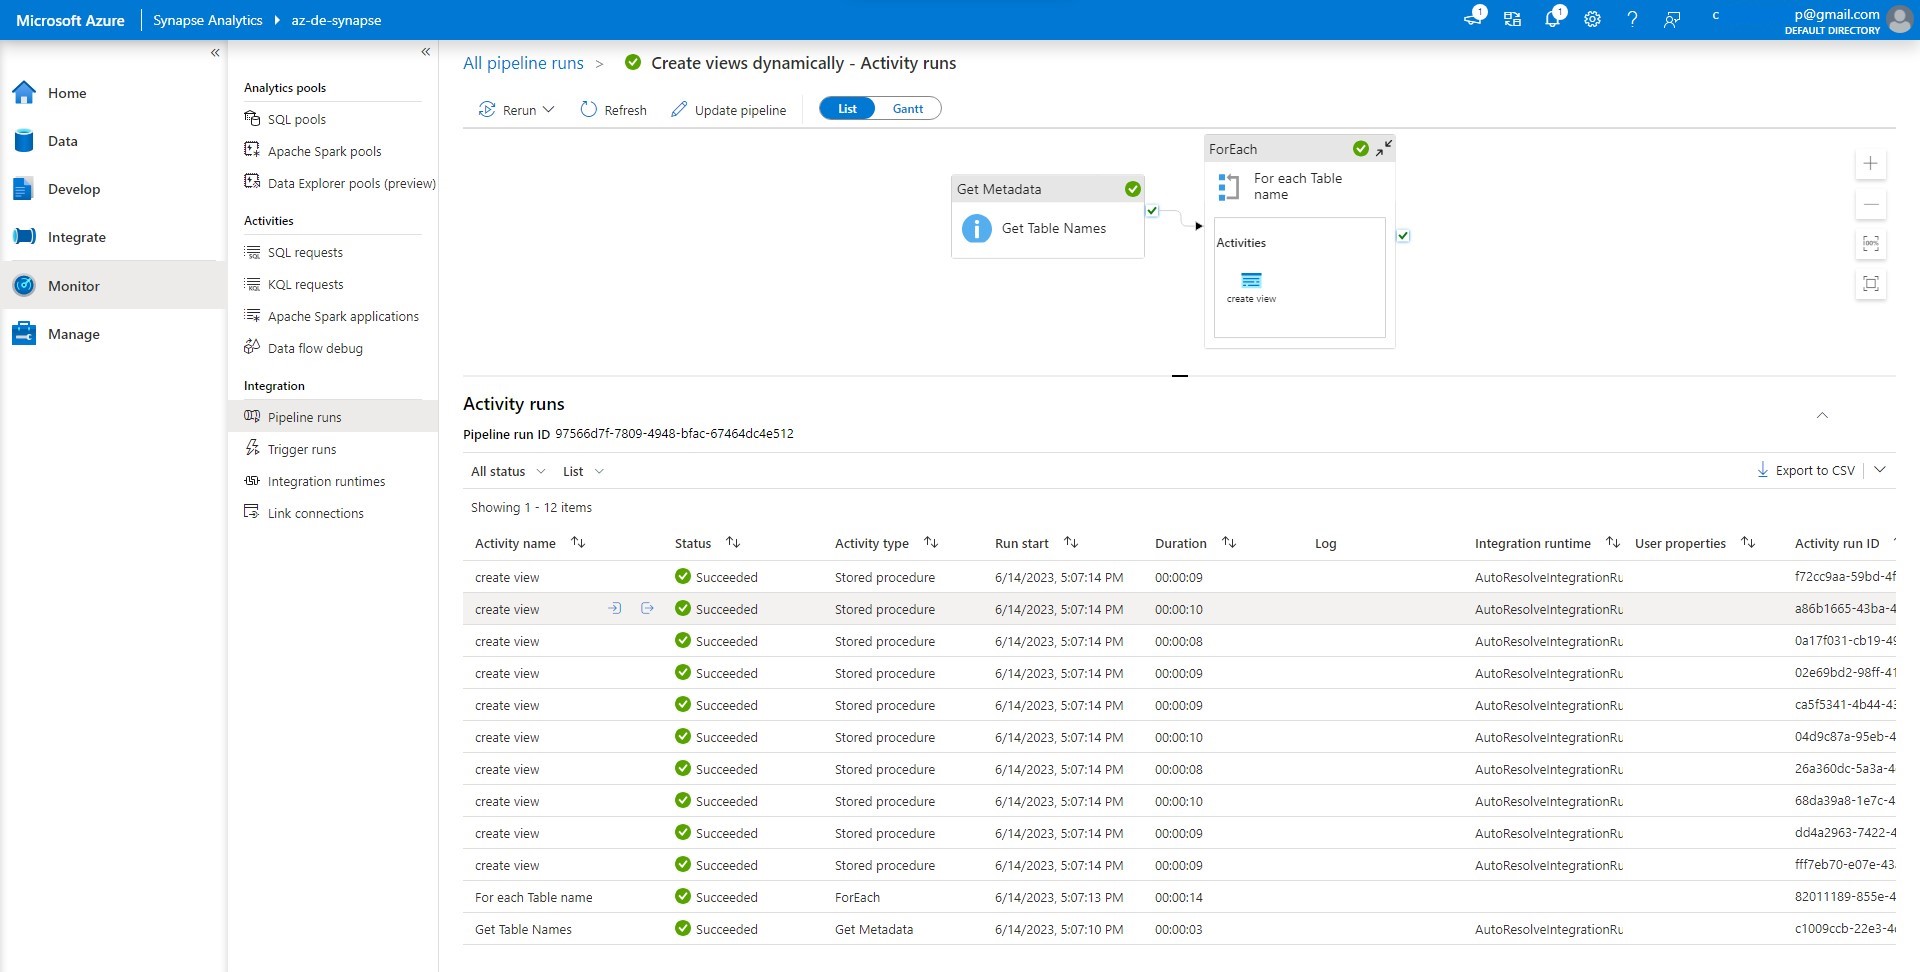 Microsoft Azure
Synapse Analytics
az-de-synapse
1
1
c
p@gmail.com
DEFAULT DIRECTORY
Home
Data
Develop
Integrate
Monitor
Manage
Analytics pools
SQL pools
Apache Spark pools
Data Explorer pools (preview)
Activities
SQL requests
KQL requests
Apache Spark applications
Data flow debug
Integration
Pipeline runs
Trigger runs
Integration runtimes
Link connections
All pipeline runs > Create views dynamically - Activity runs
Rerun
Refresh
Update pipeline
List
Gantt
Get Metadata
Get Table Names
ForEach
For each Table
name
Activities
create view
100%
Activity runs
Pipeline run ID 97566d7f-7809-4948-bfac-67464dc4e512
All status
List
Export to CSV
Showing 1 - 12 items
Activity name Status Activity type Run start Duration Log Integration runtime User properties Activity run ID
create view Succeeded Stored procedure 6/14/2023, 5:07:14 PM 00:00:09 AutoResolveIntegrationRu f72cc9aa-59bd-4f
create view Succeeded Stored procedure 6/14/2023, 5:07:14 PM 00:00:10 AutoResolveIntegrationRu a86b1665-43ba-4
create view Succeeded Stored procedure 6/14/2023, 5:07:14 PM 00:00:08 AutoResolveIntegrationRu 0a17f031-cb19-49
create view Succeeded Stored procedure 6/14/2023, 5:07:14 PM 00:00:09 AutoResolveIntegrationRu 02e69bd2-98ff-41
create view Succeeded Stored procedure 6/14/2023, 5:07:14 PM 00:00:09 AutoResolveIntegrationRu ca5f5341-4b44-43
create view Succeeded Stored procedure 6/14/2023, 5:07:14 PM 00:00:10 AutoResolveIntegrationRu 04d9c87a-95eb-4
create view Succeeded Stored procedure 6/14/2023, 5:07:14 PM 00:00:08 AutoResolveIntegrationRu 26a360dc-5a3a-4
create view Succeeded Stored procedure 6/14/2023, 5:07:14 PM 00:00:10 AutoResolveIntegrationRu 68da39a8-1e7c-4
create view Succeeded Stored procedure 6/14/2023, 5:07:14 PM 00:00:09 AutoResolveIntegrationRu dd4a2963-7422-4
create view Succeeded Stored procedure 6/14/2023, 5:07:14 PM 00:00:09 AutoResolveIntegrationRu fff7eb70-e07e-43
For each Table name Succeeded ForEach 6/14/2023, 5:07:13 PM 00:00:14 82011189-855e-4
Get Table Names Succeeded Get Metadata 6/14/2023, 5:07:10 PM 00:00:03 AutoResolveIntegrationRu c1009ccb-22e3-4